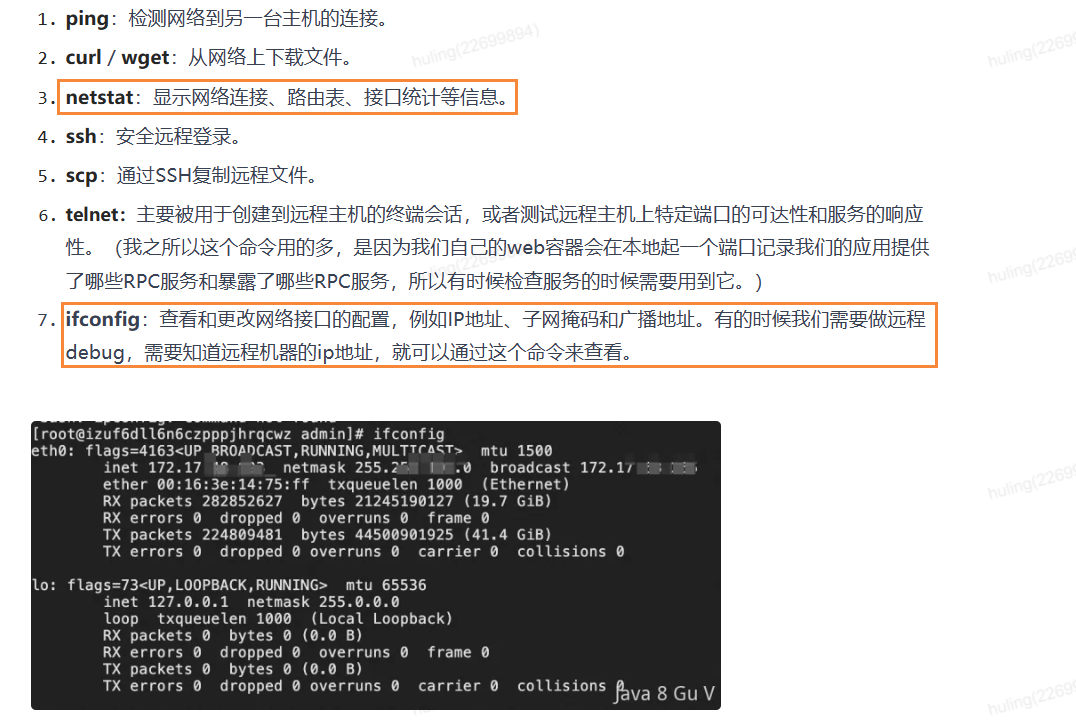 1. ping：检测网络到另一台主机的连接。
2. curl / wget：从网络上下载文件。
3. netstat：显示网络连接、路由表、接口统计等信息。
4. ssh：安全远程登录。
5. scp：通过SSH复制远程文件。
6. telnet：主要被用于创建到远程主机的终端会话，或者测试远程主机上特定端口的可达性和服务的响应
性。（我之所以这个命令用的多，是因为我们自己的web容器会在本地起一个端口记录我们的应用提供
了哪些RPC服务和暴露了哪些RPC服务，所以有时候检查服务的时候需要用到它。)
7. ifconfig：查看和更改网络接口的配置，例如IP地址、子网掩码和广播地址。有的时候我们需要做远程
debug，需要知道远程机器的ip地址，就可以通过这个命令来查看。
[root@izuf6dll6n6czpppjhrqcwz admin]# ifconfig
eth0: flags=4163<UP,BROADCAST,RUNNING,MULTICAST> mtu 1500
inet 172.17 netmask 255. broadcast 172.17
ether 00:16:3e:14:75:ff txqueuelen 1000 (Ethernet)
RX packets 282852627 bytes 21245190127 (19.7 GiB)
RX errors 0 dropped 0 overruns 0 frame 0
TX packets 224809481 bytes 44500901925 (41.4 GiB)
TX errors 0 dropped 0 overruns 0 carrier 0 collisions 0
lo: flags=73<UP,LOOPBACK,RUNNING> mtu 65536
inet 127.0.0.1 netmask 255.0.0.0
loop txqueuelen 1000 (Local Loopback)
RX packets 0 bytes 0 (0.0 B)
RX errors 0 dropped 0 overruns 0 frame 0
TX packets 0 bytes 0 (0.0 B)
TX errors 0 dropped 0 overruns 0 carrier 0 collisions 0
Java 8 Gu V
huling(22699894)